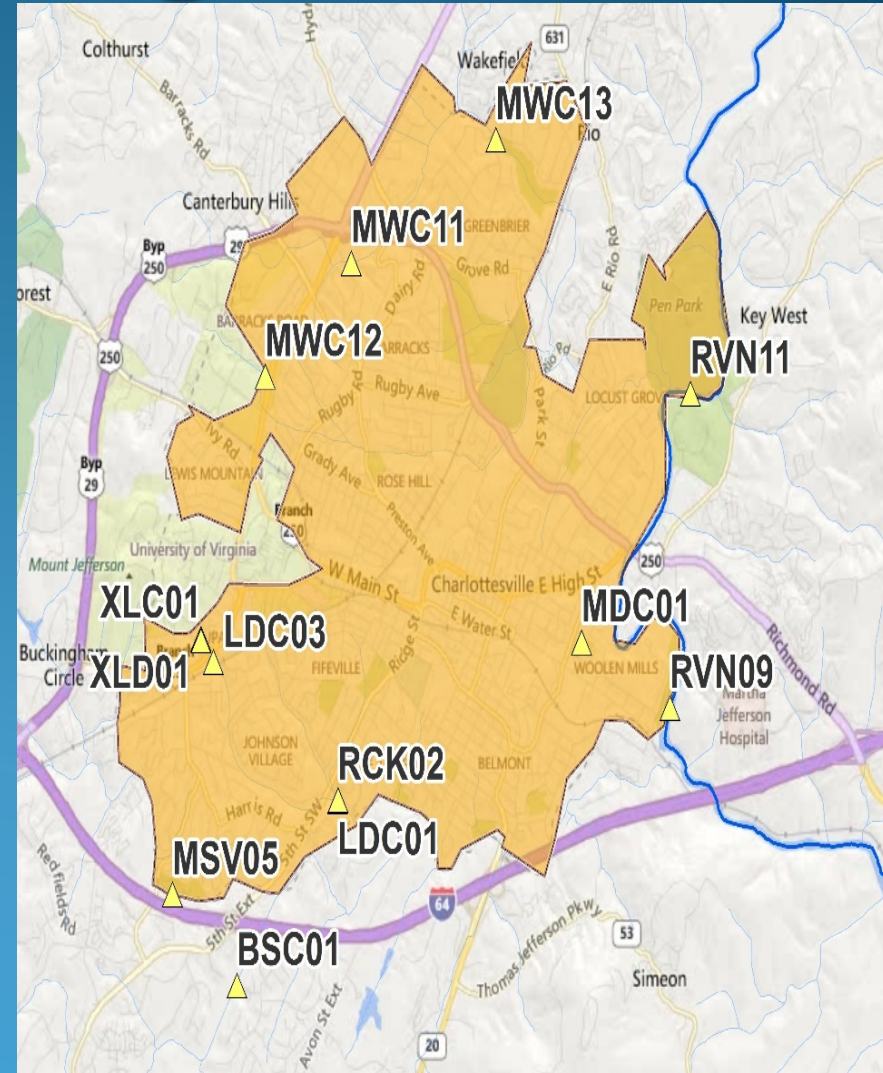 Colthurst
Wakefield
631
Barracks Rd
MWC13
Rio
Canterbury Hills
MWC11
GREENBRIER
Byp
250
29
Dairy Rd
Grove Rd
E Rio Rd
Pen Park
Key West
BARRACKS ROAD
MWC12
BARRACKS
Rio Rd
250
RVN11
Rugby Ave
Rugby
Park St
LOCUST GROVE
Ivy Rd
LEWIS MOUNTAIN
Grady Ave
ROSE HILL
Byp
29
Branch
250
Preston Ave
University of Virginia
Mount Jefferson
W Main St
Charlottesville
E High St
250
XLC01
LDC03
E Water St
MDC01
Richmond Rd
Buckingham
Circle
XLD01
Branch
FIFEVILLE
Ridge St
WOOLEN MILLS
RVN09
Martha
Jefferson
Hospital
JOHNSON
VILLAGE
RCK02
BELMONT
Harris Rd
5th St SW
LDC01
MSV05
Redfields Rd
64
5th St Ext
BSC01
Thomas Jefferson Pkwy
53
Simeon
Avon St Ext
20